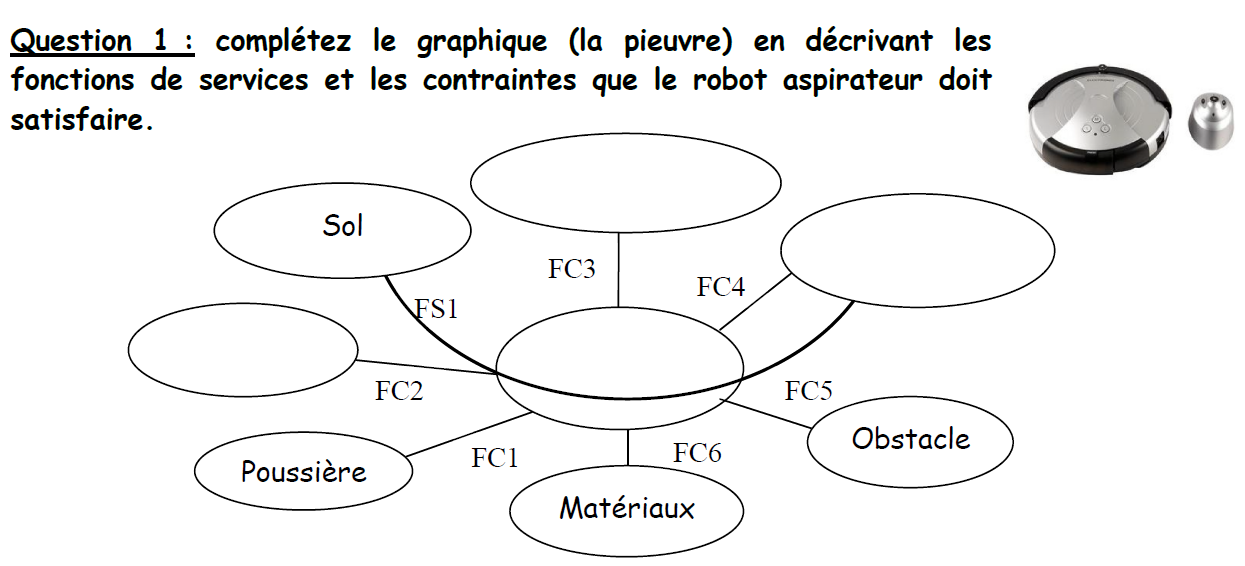 Question 1 : complétez le graphique (la pieuvre) en décrivant les
fonctions de services et les contraintes que le robot aspirateur doit
satisfaire.
Sol
FC3
FC4
FS1
FC2
FC5
Obstacle
Poussière
FC1
FC6
Matériaux